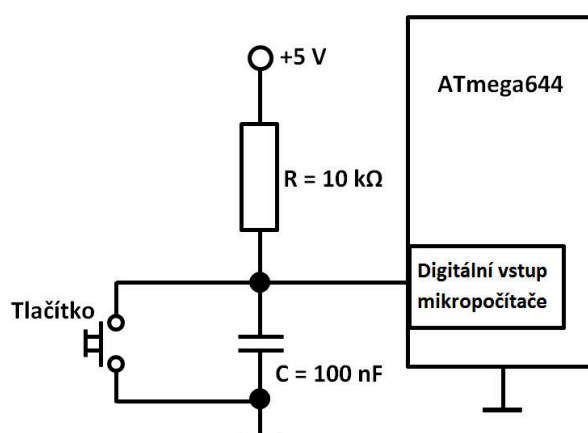 +5 V
ATmega644
R = 10 kΩ
Digitální vstup
mikropočítače
Tlačítko
C = 100 nF